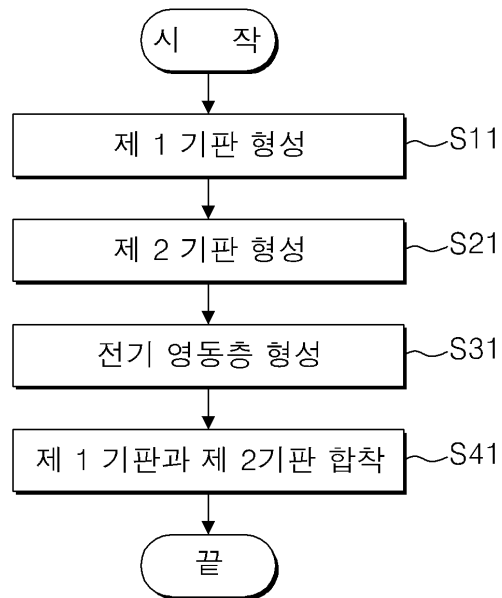 시 작
제 1 기판 형성
S11
제 2 기판 형성
S21
전기 영동층 형성
S31
제 1 기판과 제 2기판 합착
S41
끝